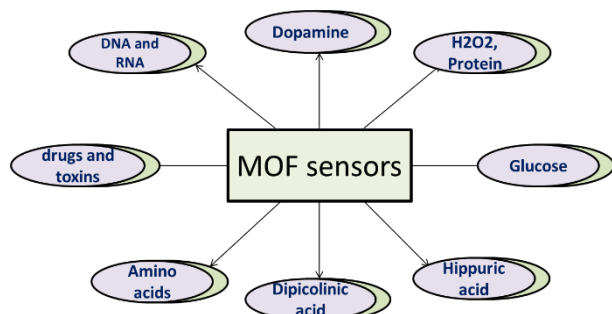 Dopamine
DNA and
RNA
H2O2,
Protein
drugs and
toxins
MOF sensors
Glucose
Amino
acids
Dipicolinic
acid
Hippuric
acid